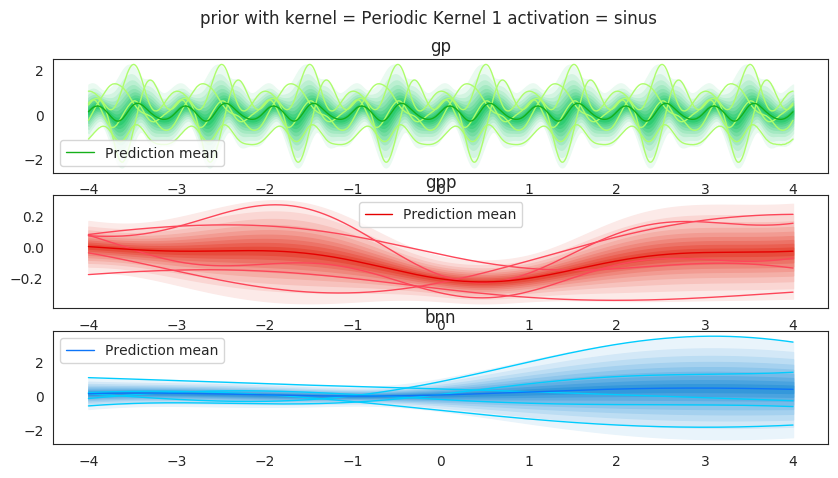 prior with kernel = Periodic Kernel 1 activation = sinus
gp
2
0
−2
Prediction mean
−4 −3 −2 −1 0 1 2 3 4
gpp
0.2
0.0
−0.2
Prediction mean
−4 −3 −2 −1 0 1 2 3 4
bnn
2
0
−2
Prediction mean
−4 −3 −2 −1 0 1 2 3 4